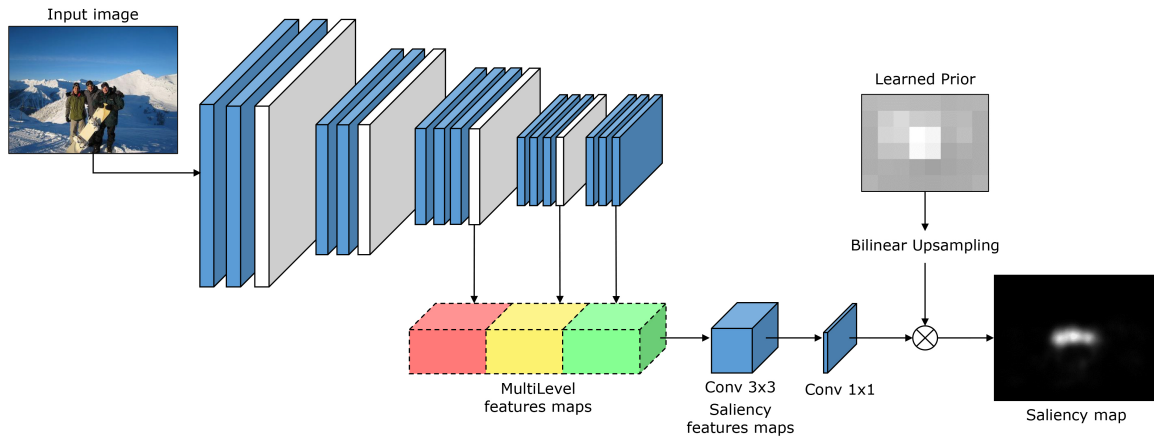 Input image
Learned Prior
Bilinear Upsampling
MultiLevel
features maps
Conv 3x3
Saliency
features maps
Conv 1x1
Saliency map